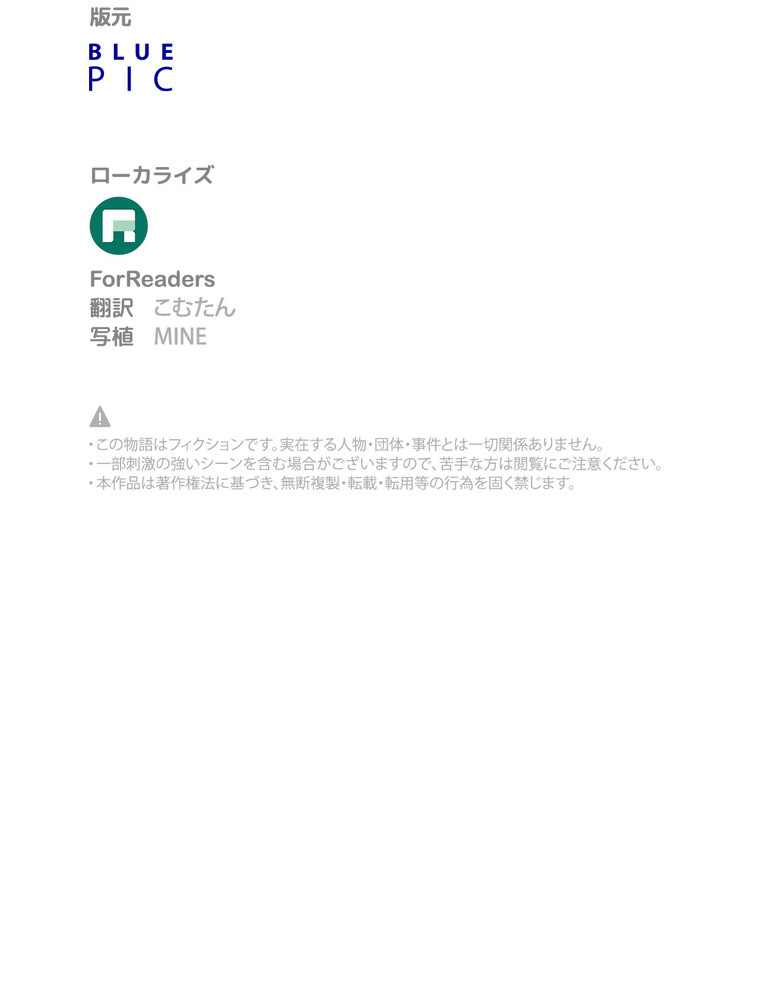 版元
BLUE
PIC
ローカライズ
ForReaders
翻訳 こむたん
写植 MINE
・この物語はフィクションです。実在する人物・団体・事件とは一切関係ありません。
・一部刺激の強いシーンを含む場合がございますので、苦手な方は閲覧にご注意ください。
・本作品は著作権法に基づき、無断複製・転載・転用等の行為を固く禁じます。